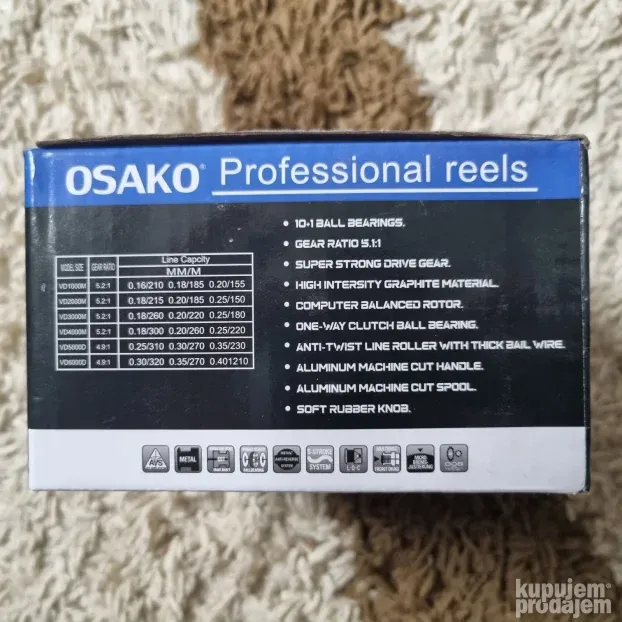 OSAKO® Professional reels
MODEL SIZE GEAR RATIO Line Capcity
MM/M
VD1000M 5.2:1 0.16/210 0.18/185 0.20/155
VD2000M 5.2:1 0.18/215 0.20/185 0.25/150
VD3000M 5.2:1 0.18/260 0.20/220 0.25/180
VD4000M 5.2:1 0.18/300 0.20/260 0.25/220
VD5000D 4.9:1 0.25/310 0.30/270 0.35/230
VD6000D 4.9:1 0.30/320 0.35/270 0.401210
• 10+1 BALL BEARINGS.
• GEAR RATIO 5.1:1
• SUPER STRONG DRIVE GEAR.
• HIGH INTERSITY GRAPHITE MATERIAL.
• COMPUTER BALANCED ROTOR.
• ONE-WAY CLUTCH BALL BEARING.
• ANTI-TWIST LINE ROLLER WITH THICK BAIL WIRE.
• ALUMINUM MACHINE CUT HANDLE.
• ALUMINUM MACHINE CUT SPOOL.
• SOFT RUBBER KNOB.
METAL
S-STROKE
SYSTEM
L·D·C
FRONT DRAG
kupujem
prodajem